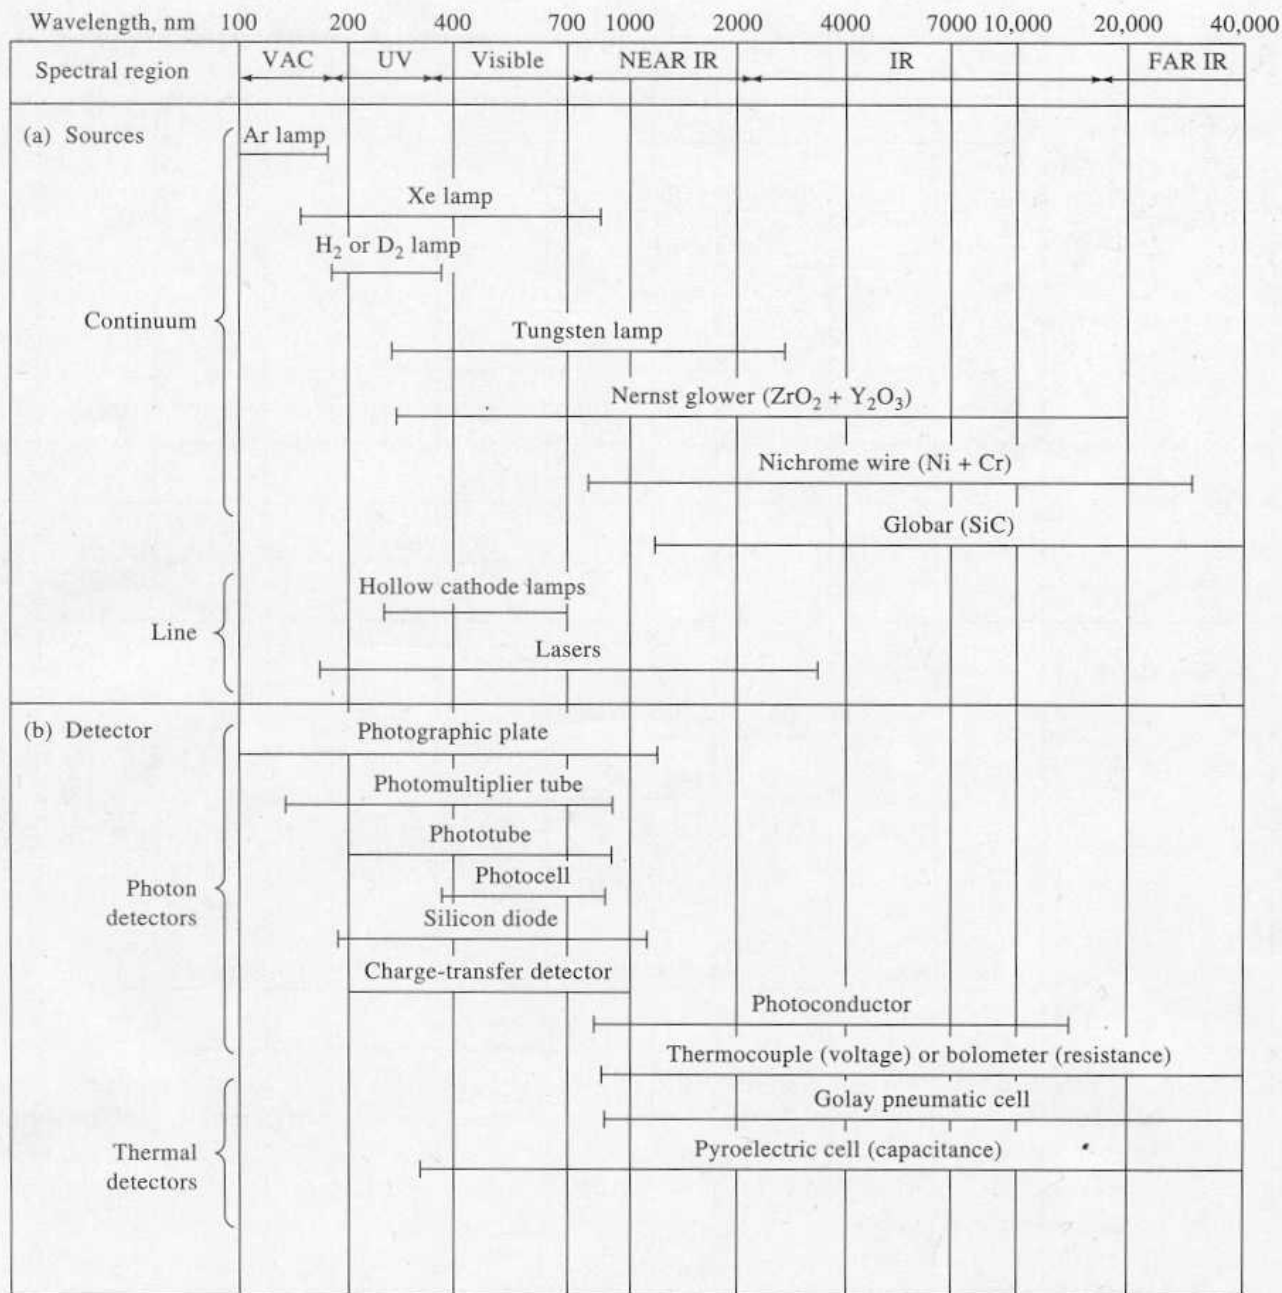 Wavelength, nm 100 200 400 700 1000 2000 4000 7000 10,000 20,000 40,000
Spectral region VAC UV Visible NEAR IR IR FAR IR
(a) Sources
Ar lamp
Xe lamp
H₂ or D₂ lamp
Continuum
Tungsten lamp
Nernst glower (ZrO₂ + Y₂O₃)
Nichrome wire (Ni + Cr)
Globar (SiC)
Hollow cathode lamps
Line
Lasers
(b) Detector
Photographic plate
Photomultiplier tube
Phototube
Photocell
Photon
detectors
Silicon diode
Charge-transfer detector
Photoconductor
Thermocouple (voltage) or bolometer (resistance)
Golay pneumatic cell
Pyroelectric cell (capacitance)
Thermal
detectors